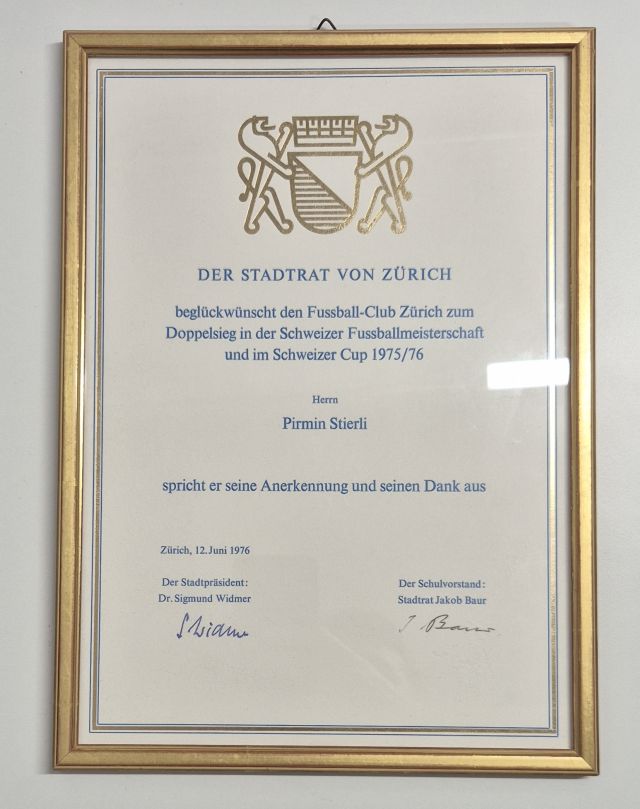 DER STADTRAT VON ZÜRICH
beglückwünscht den Fussball-Club Zürich zum
Doppelsieg in der Schweizer Fussballmeisterschaft
und im Schweizer Cup 1975/76
Herrn
Pirmin Stierli
spricht er seine Anerkennung und seinen Dank aus
Zürich, 12. Juni 1976
Der Stadtpräsident:
Dr. Sigmund Widmer
S. Widmer
Der Schulvorstand:
Stadtrat Jakob Baur
J. Baur